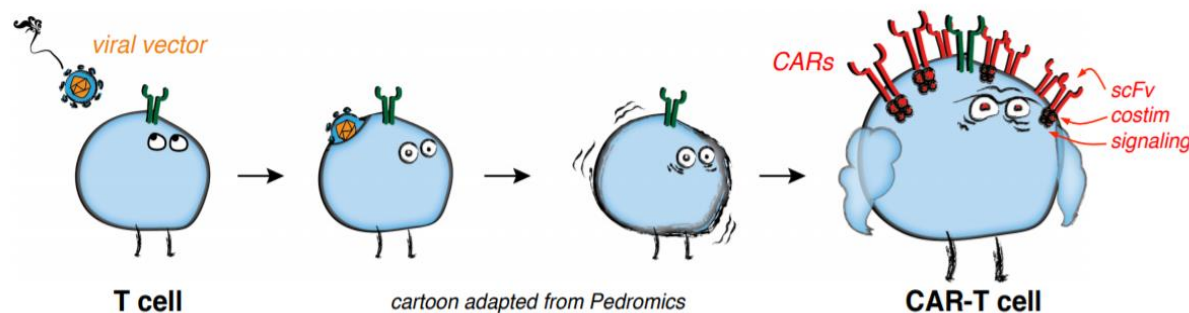 viral vector
CARs
scFv
costim
signaling
T cell
cartoon adapted from Pedromics
CAR-T cell